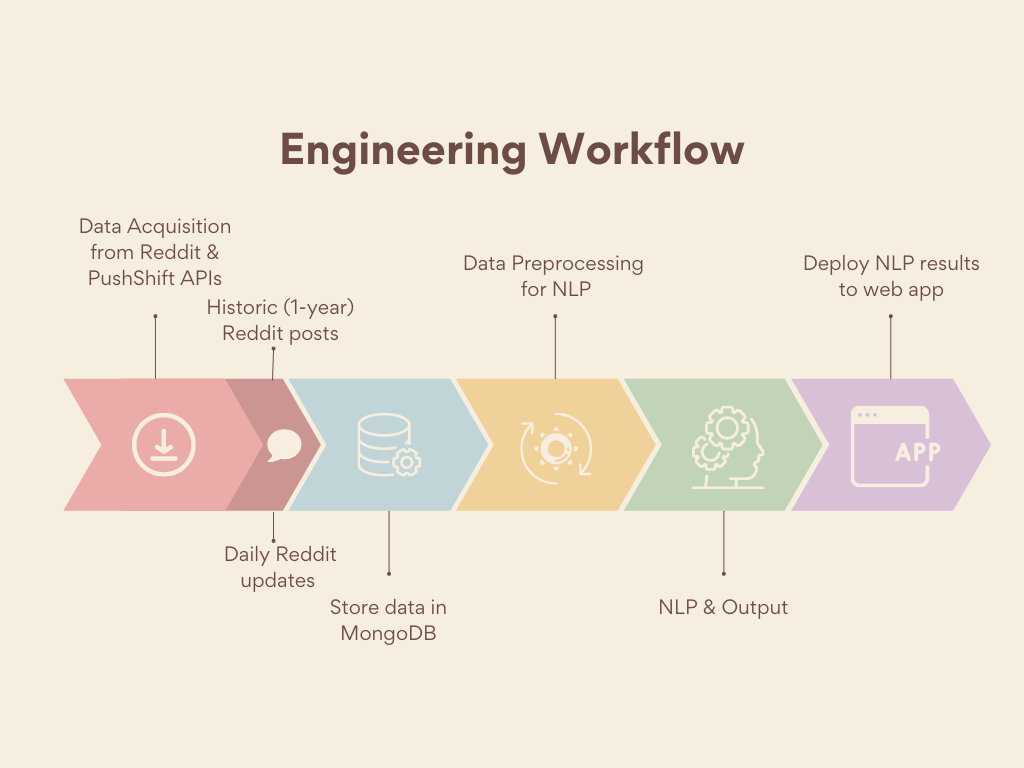 Engineering Workflow
Data Acquisition
from Reddit &
PushShift APIs
Historic (1-year)
Reddit posts
Data Preprocessing
for NLP
Deploy NLP results
to web app
APP
Daily Reddit
updates
Store data in
MongoDB
NLP & Output